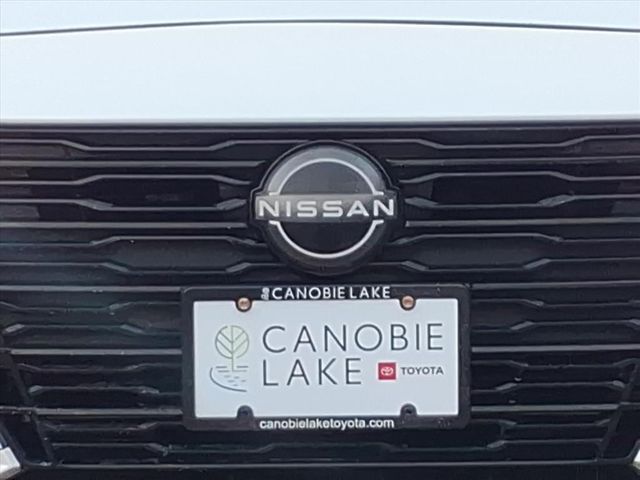 NISSAN
CANOBIE LAKE
CANOBIE
LAKE TOYOTA
canobielaketoyota.com